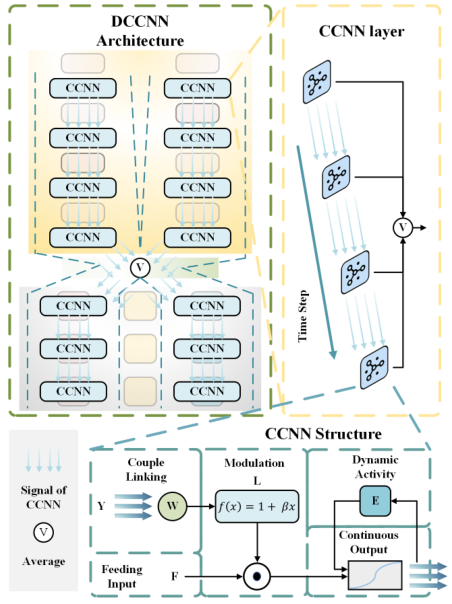 DCCNN
Architecture
CCNN
CCNN
CCNN
CCNN
CCNN
CCNN
CCNN
CCNN
V
CCNN
CCNN
CCNN
CCNN
CCNN
CCNN
CCNN layer
V
Time Step
Signal of
CCNN
V
Average
CCNN Structure
Couple
Linking
Y
W
Modulation
L
f(x) = 1 + βx
Dynamic
Activity
E
Continuous
Output
Feeding
Input
F